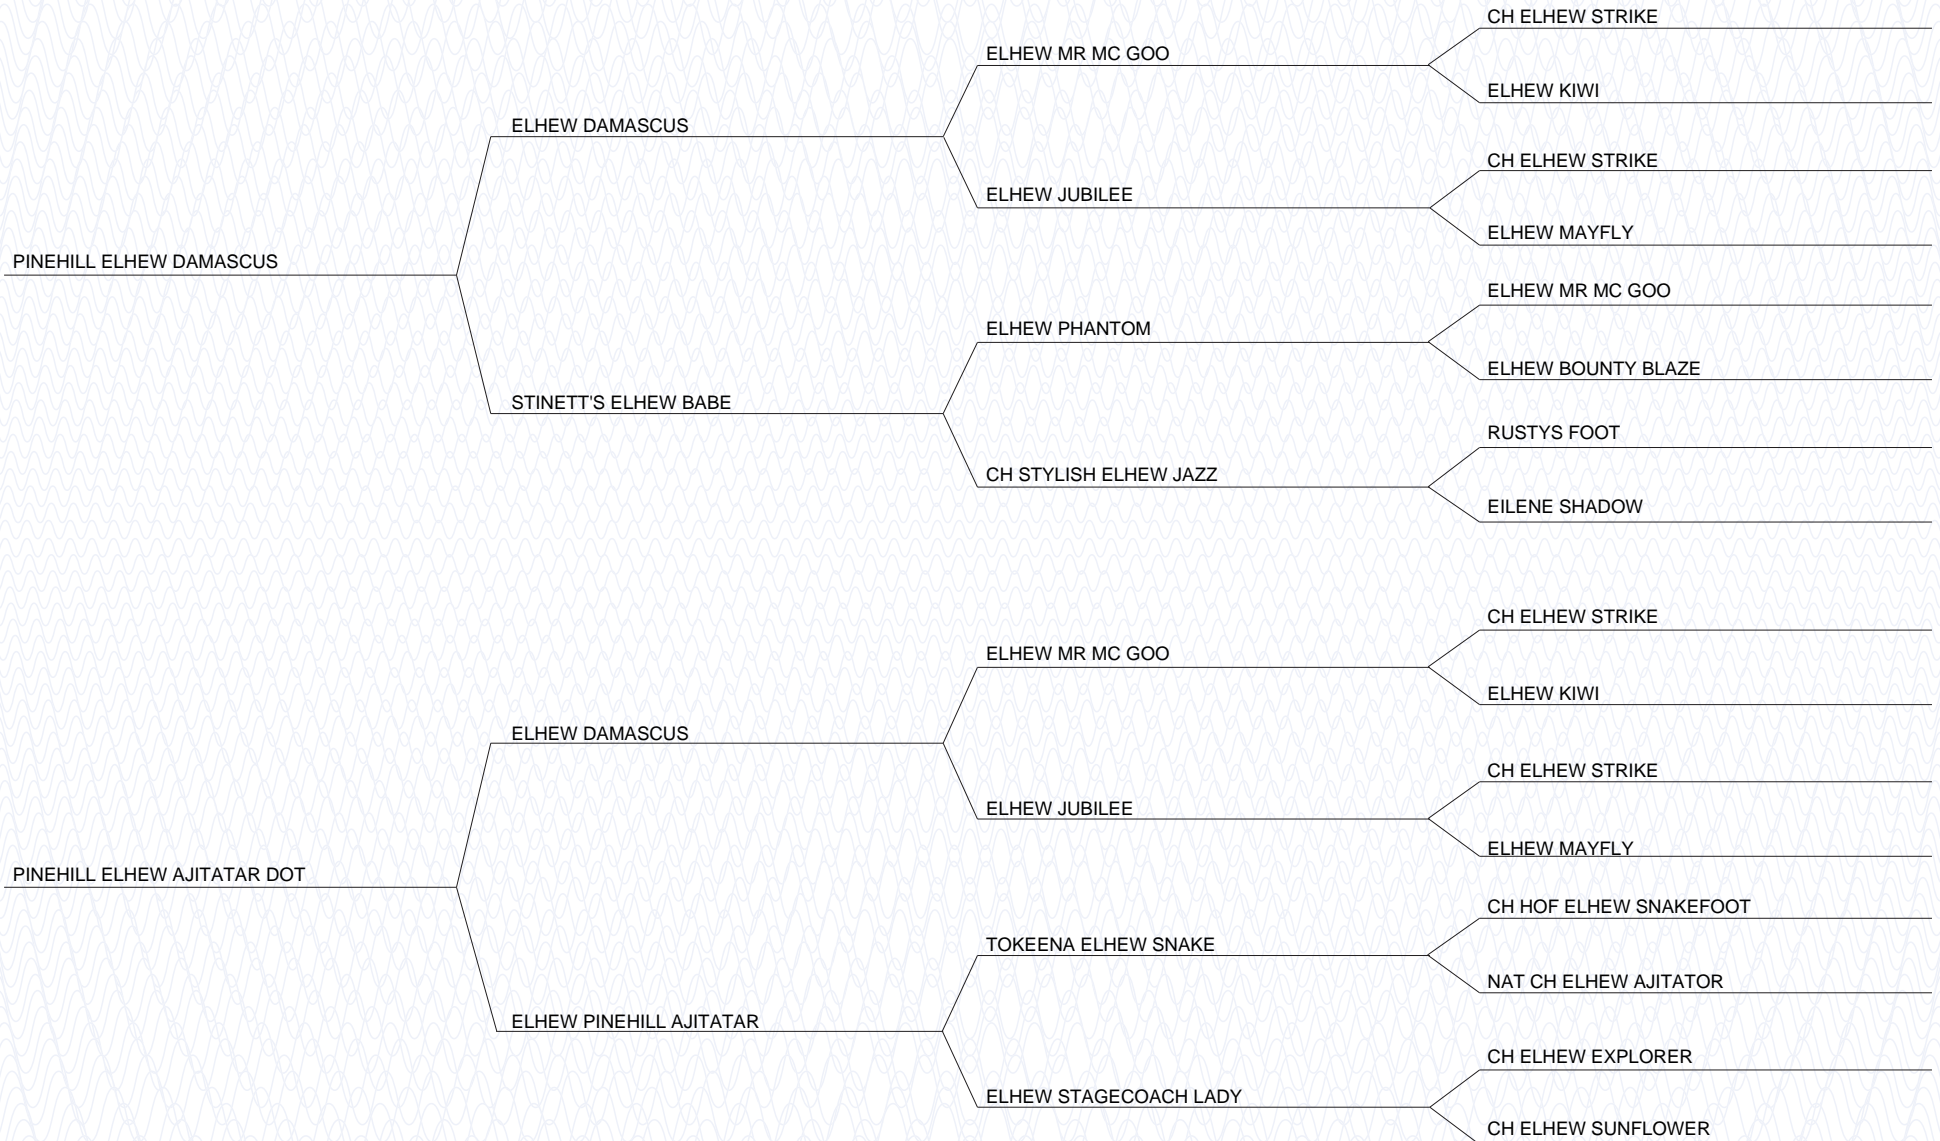 CH ELHEW STRIKE
ELHEW MR MC GOO
ELHEW KIWI
ELHEW DAMASCUS
CH ELHEW STRIKE
ELHEW JUBILEE
ELHEW MAYFLY
PINEHILL ELHEW DAMASCUS
ELHEW MR MC GOO
ELHEW PHANTOM
ELHEW BOUNTY BLAZE
STINETT'S ELHEW BABE
RUSTYS FOOT
CH STYLISH ELHEW JAZZ
EILENE SHADOW
CH ELHEW STRIKE
ELHEW MR MC GOO
ELHEW KIWI
ELHEW DAMASCUS
CH ELHEW STRIKE
ELHEW JUBILEE
ELHEW MAYFLY
PINEHILL ELHEW AJITATAR DOT
CH HOF ELHEW SNAKEFOOT
TOKEENA ELHEW SNAKE
NAT CH ELHEW AJITATOR
ELHEW PINEHILL AJITATAR
CH ELHEW EXPLORER
ELHEW STAGECOACH LADY
CH ELHEW SUNFLOWER